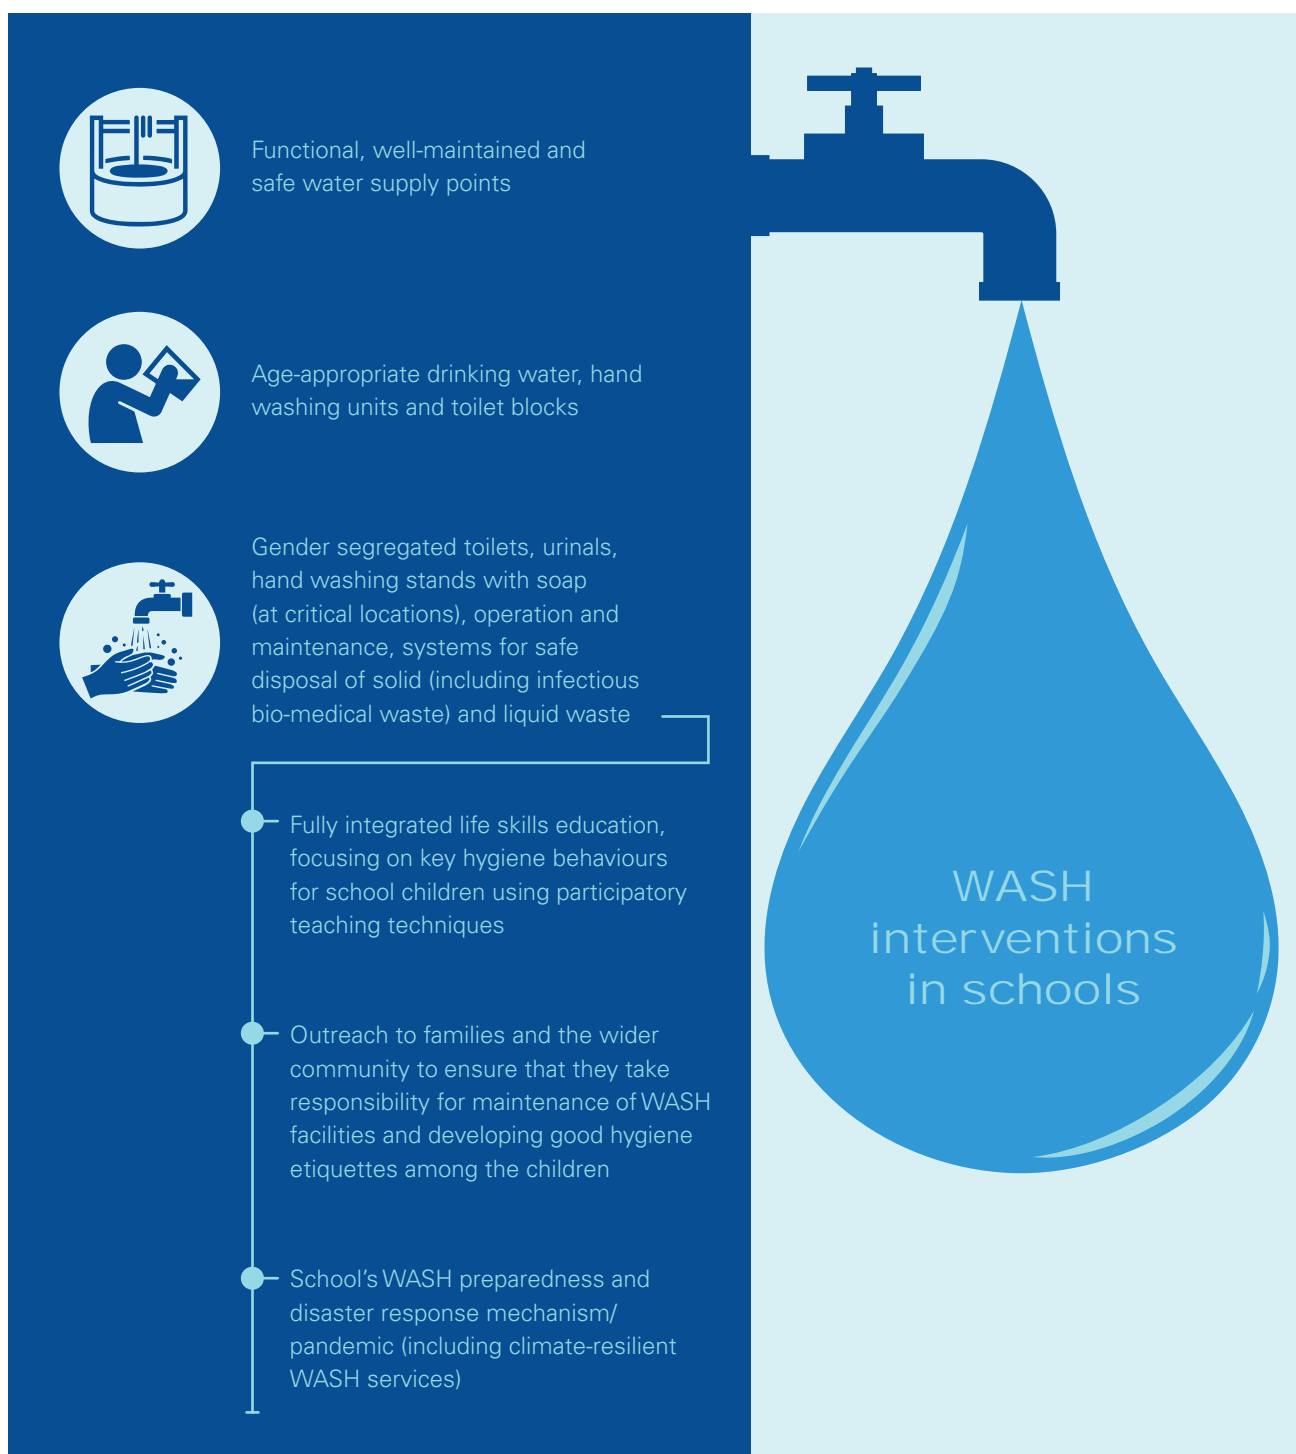 Functional, well-maintained and
safe water supply points
Age-appropriate drinking water, hand
washing units and toilet blocks
Gender segregated toilets, urinals,
hand washing stands with soap
(at critical locations), operation and
maintenance, systems for safe
disposal of solid (including infectious
bio-medical waste) and liquid waste
Fully integrated life skills education,
focusing on key hygiene behaviours
for school children using participatory
teaching techniques
Outreach to families and the wider
community to ensure that they take
responsibility for maintenance of WASH
facilities and developing good hygiene
etiquettes among the children
School’s WASH preparedness and
disaster response mechanism/
pandemic (including climate-resilient
WASH services)
WASH
interventions
in schools